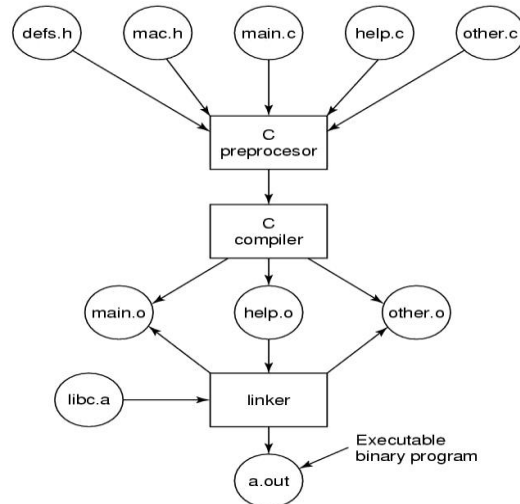 defs.h
mac.h
main.c
help.c
other.c
C
preprocesor
C
compiler
main.o
help.o
other.o
libc.a
linker
Executable
binary program
a.out